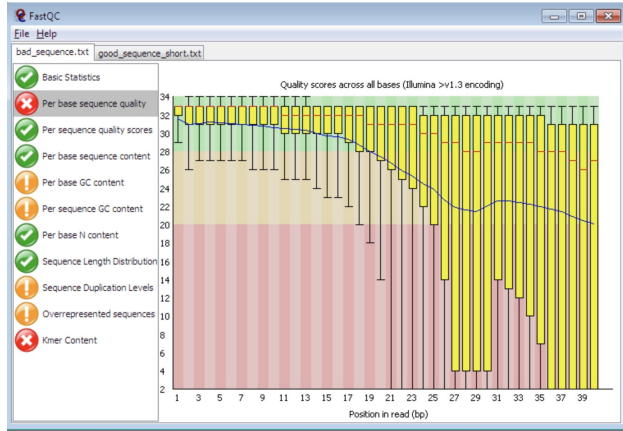 FastQC
File Help
bad_sequence.txt good_sequence_short.txt
Basic Statistics
Per base sequence quality
Per sequence quality scores
Per base sequence content
Per base GC content
Per sequence GC content
Per base N content
Sequence Length Distribution
Sequence Duplication Levels
Overrepresented sequences
Kmer Content
Quality scores across all bases (Illumina >v1.3 encoding)
34
32
30
28
26
24
22
20
18
16
14
12
10
8
6
4
2
1 3 5 7 9 11 13 15 17 19 21 23 25 27 29 31 33 35 37 39
Position in read (bp)